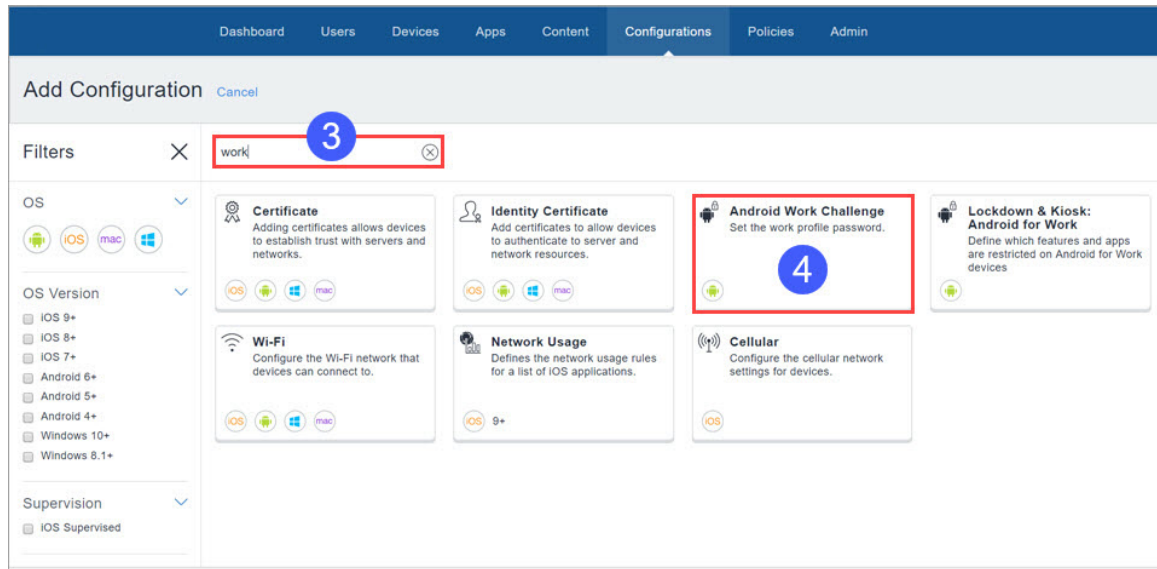 Dashboard Users Devices Apps Content Configurations Policies Admin
Add Configuration Cancel
Filters
work
3
OS
iOS mac
OS Version
iOS 9+
iOS 8+
iOS 7+
Android 6+
Android 5+
Android 4+
Windows 10+
Windows 8.1+
Supervision
iOS Supervised
Certificate
Adding certificates allows devices
to establish trust with servers and
networks.
iOS mac
Identity Certificate
Add certificates to allow devices
to authenticate to server and
network resources.
iOS mac
Android Work Challenge
Set the work profile password.
4
Lockdown & Kiosk:
Android for Work
Define which features and apps
are restricted on Android for Work
devices
Wi-Fi
Configure the Wi-Fi network that
devices can connect to.
iOS mac
Network Usage
Defines the network usage rules
for a list of iOS applications.
iOS 9+
Cellular
Configure the cellular network
settings for devices.
iOS